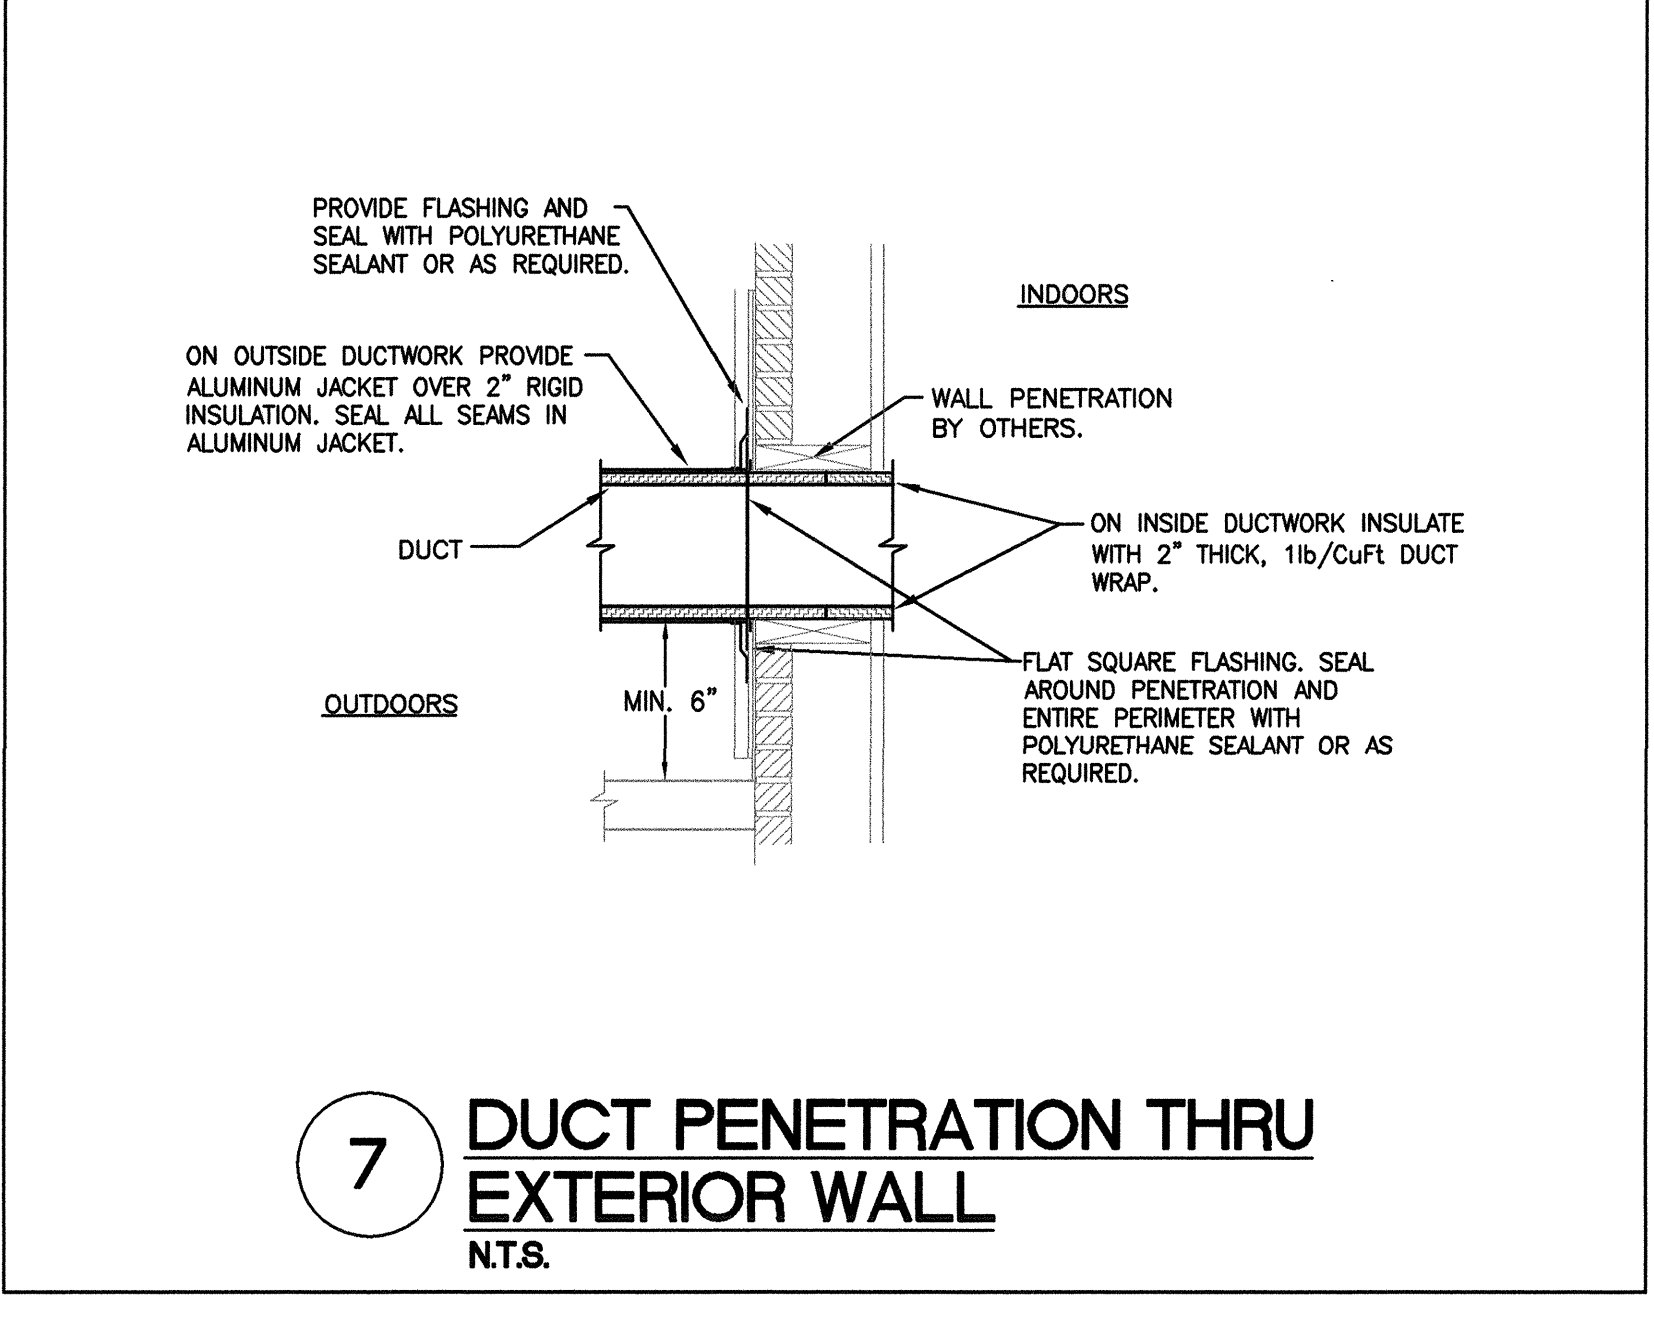 PROVIDE FLASHING AND
SEAL WITH POLYURETHANE
SEALANT OR AS REQUIRED.
INDOORS
ON OUTSIDE DUCTWORK PROVIDE
ALUMINUM JACKET OVER 2" RIGID
INSULATION. SEAL ALL SEAMS IN
ALUMINUM JACKET.
WALL PENETRATION
BY OTHERS.
DUCT
ON INSIDE DUCTWORK INSULATE
WITH 2" THICK, 1lb/CuFt DUCT
WRAP.
OUTDOORS
MIN. 6"
FLAT SQUARE FLASHING. SEAL
AROUND PENETRATION AND
ENTIRE PERIMETER WITH
POLYURETHANE SEALANT OR AS
REQUIRED.
7
DUCT PENETRATION THRU
EXTERIOR WALL
N.T.S.